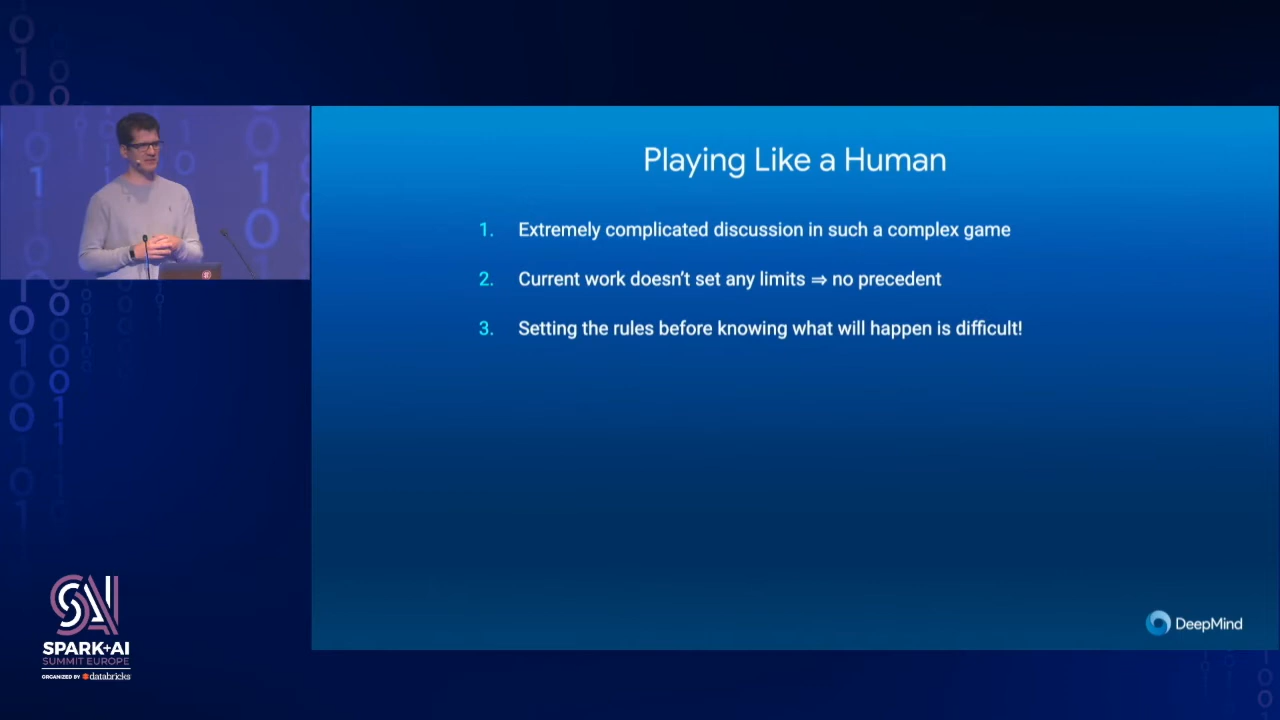 Playing Like a Human
1. Extremely complicated discussion in such a complex game
2. Current work doesn't set any limits ⇒ no precedent
3. Setting the rules before knowing what will happen is difficult!
DeepMind
SPARK+AI
SUMMIT EUROPE
ORGANIZED BY databricks